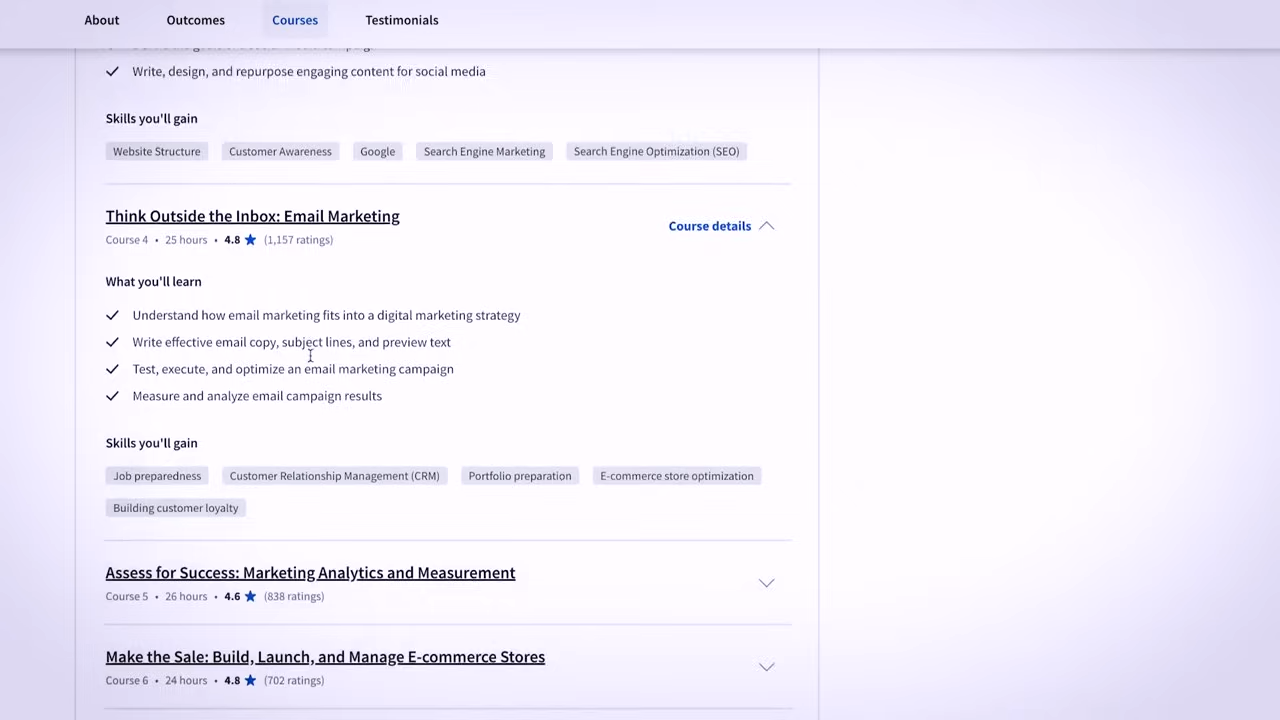 About Outcomes Courses Testimonials
Write, design, and repurpose engaging content for social media
Skills you'll gain
Website Structure Customer Awareness Google Search Engine Marketing Search Engine Optimization (SEO)
Think Outside the Inbox: Email Marketing
Course details
Course 4 • 25 hours • 4.8 ★ (1,157 ratings)
What you'll learn
Understand how email marketing fits into a digital marketing strategy
Write effective email copy, subject lines, and preview text
Test, execute, and optimize an email marketing campaign
Measure and analyze email campaign results
Skills you'll gain
Job preparedness Customer Relationship Management (CRM) Portfolio preparation E-commerce store optimization
Building customer loyalty
Assess for Success: Marketing Analytics and Measurement
Course 5 • 26 hours • 4.6 ★ (838 ratings)
Make the Sale: Build, Launch, and Manage E-commerce Stores
Course 6 • 24 hours • 4.8 ★ (702 ratings)